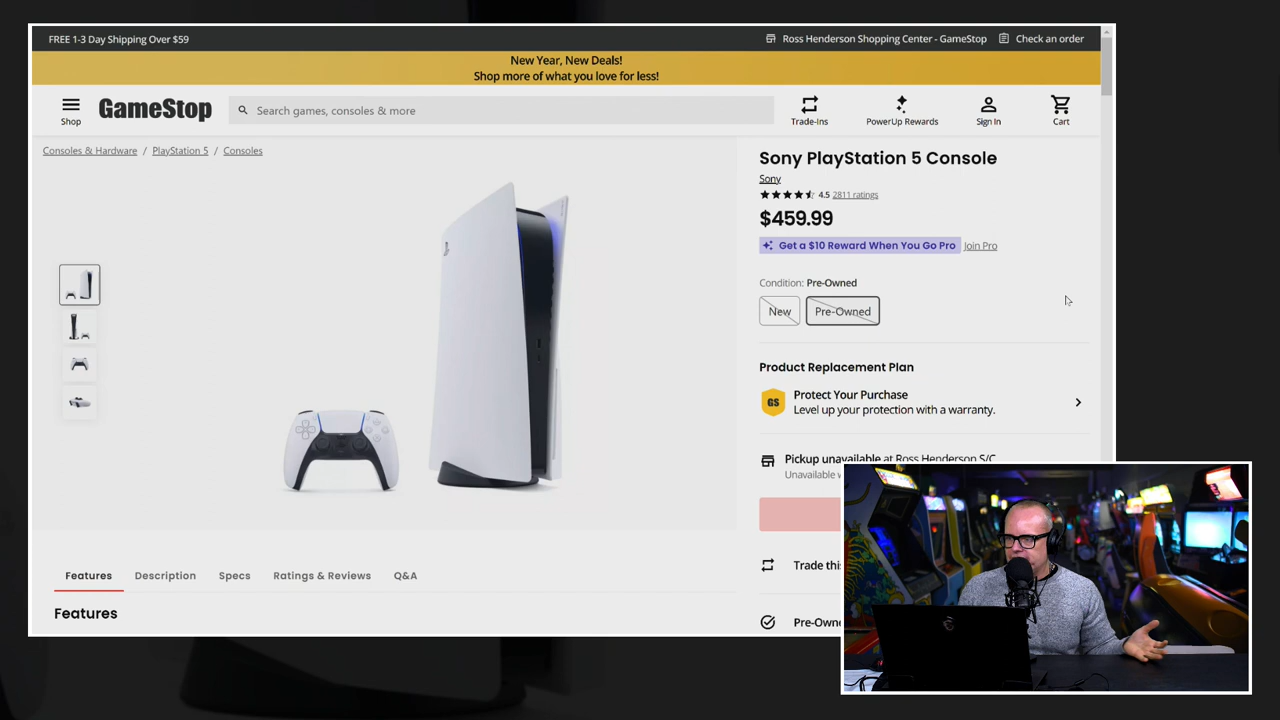 FREE 1-3 Day Shipping Over $59
Ross Henderson Shopping Center - GameStop
Check an order
New Year, New Deals!
Shop more of what you love for less!
Shop
GameStop
Search games, consoles & more
Trade-Ins
PowerUp Rewards
Sign In
Cart
Consoles & Hardware / PlayStation 5 / Consoles
Sony PlayStation 5 Console
Sony
4.5 2811 ratings
$459.99
Get a $10 Reward When You Go Pro Join Pro
Condition: Pre-Owned
New Pre-Owned
Product Replacement Plan
GS
Protect Your Purchase
Level up your protection with a warranty.
Pickup unavailable at Ross Henderson S/C
Unavailable
Trade
Features Description Specs Ratings & Reviews Q&A
Features